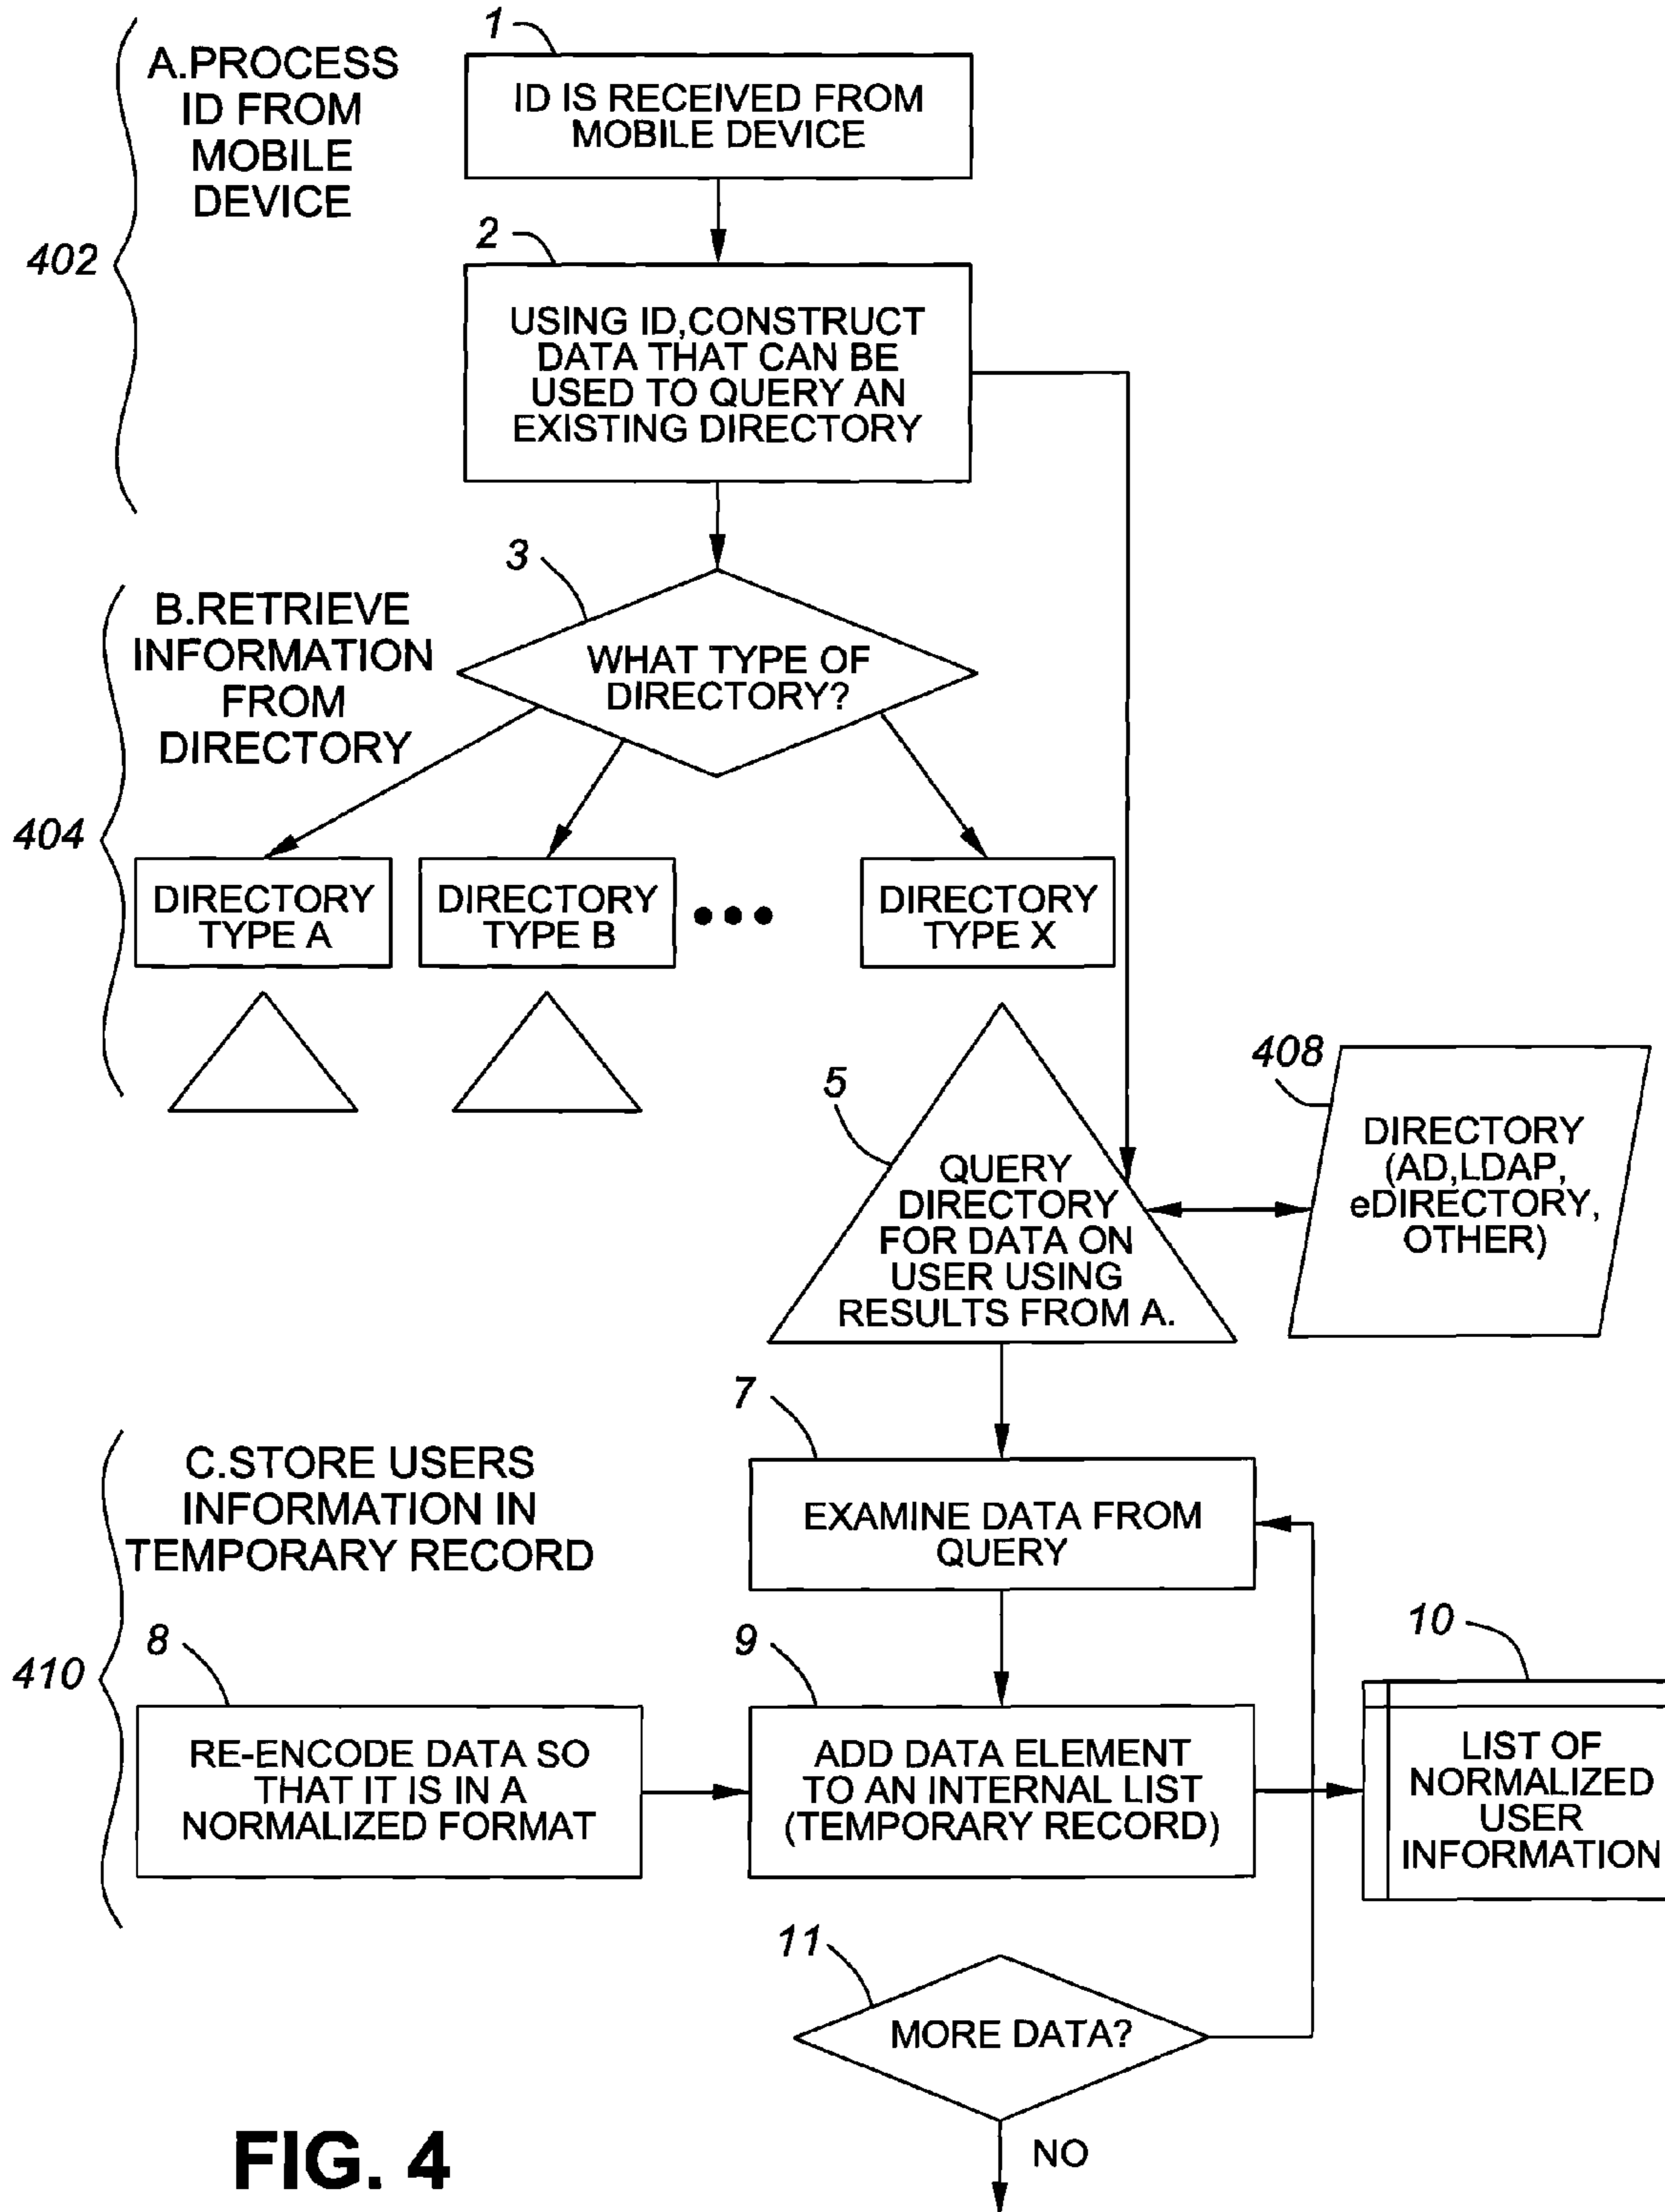 1
A.PROCESS
ID FROM
MOBILE
DEVICE
ID IS RECEIVED FROM
MOBILE DEVICE
402
2
USING ID,CONSTRUCT
DATA THAT CAN BE
USED TO QUERY AN
EXISTING DIRECTORY
3
B.RETRIEVE
INFORMATION
FROM
DIRECTORY
WHAT TYPE OF
DIRECTORY?
404
DIRECTORY
TYPE A
DIRECTORY
TYPE B
DIRECTORY
TYPE X
5
QUERY
DIRECTORY
FOR DATA ON
USER USING
RESULTS FROM A.
408
DIRECTORY
(AD,LDAP,
eDIRECTORY,
OTHER)
7
C.STORE USERS
INFORMATION IN
TEMPORARY RECORD
EXAMINE DATA FROM
QUERY
410
8
RE-ENCODE DATA SO
THAT IT IS IN A
NORMALIZED FORMAT
9
ADD DATA ELEMENT
TO AN INTERNAL LIST
(TEMPORARY RECORD)
10
LIST OF
NORMALIZED
USER
INFORMATION
11
MORE DATA?
NO
FIG. 4